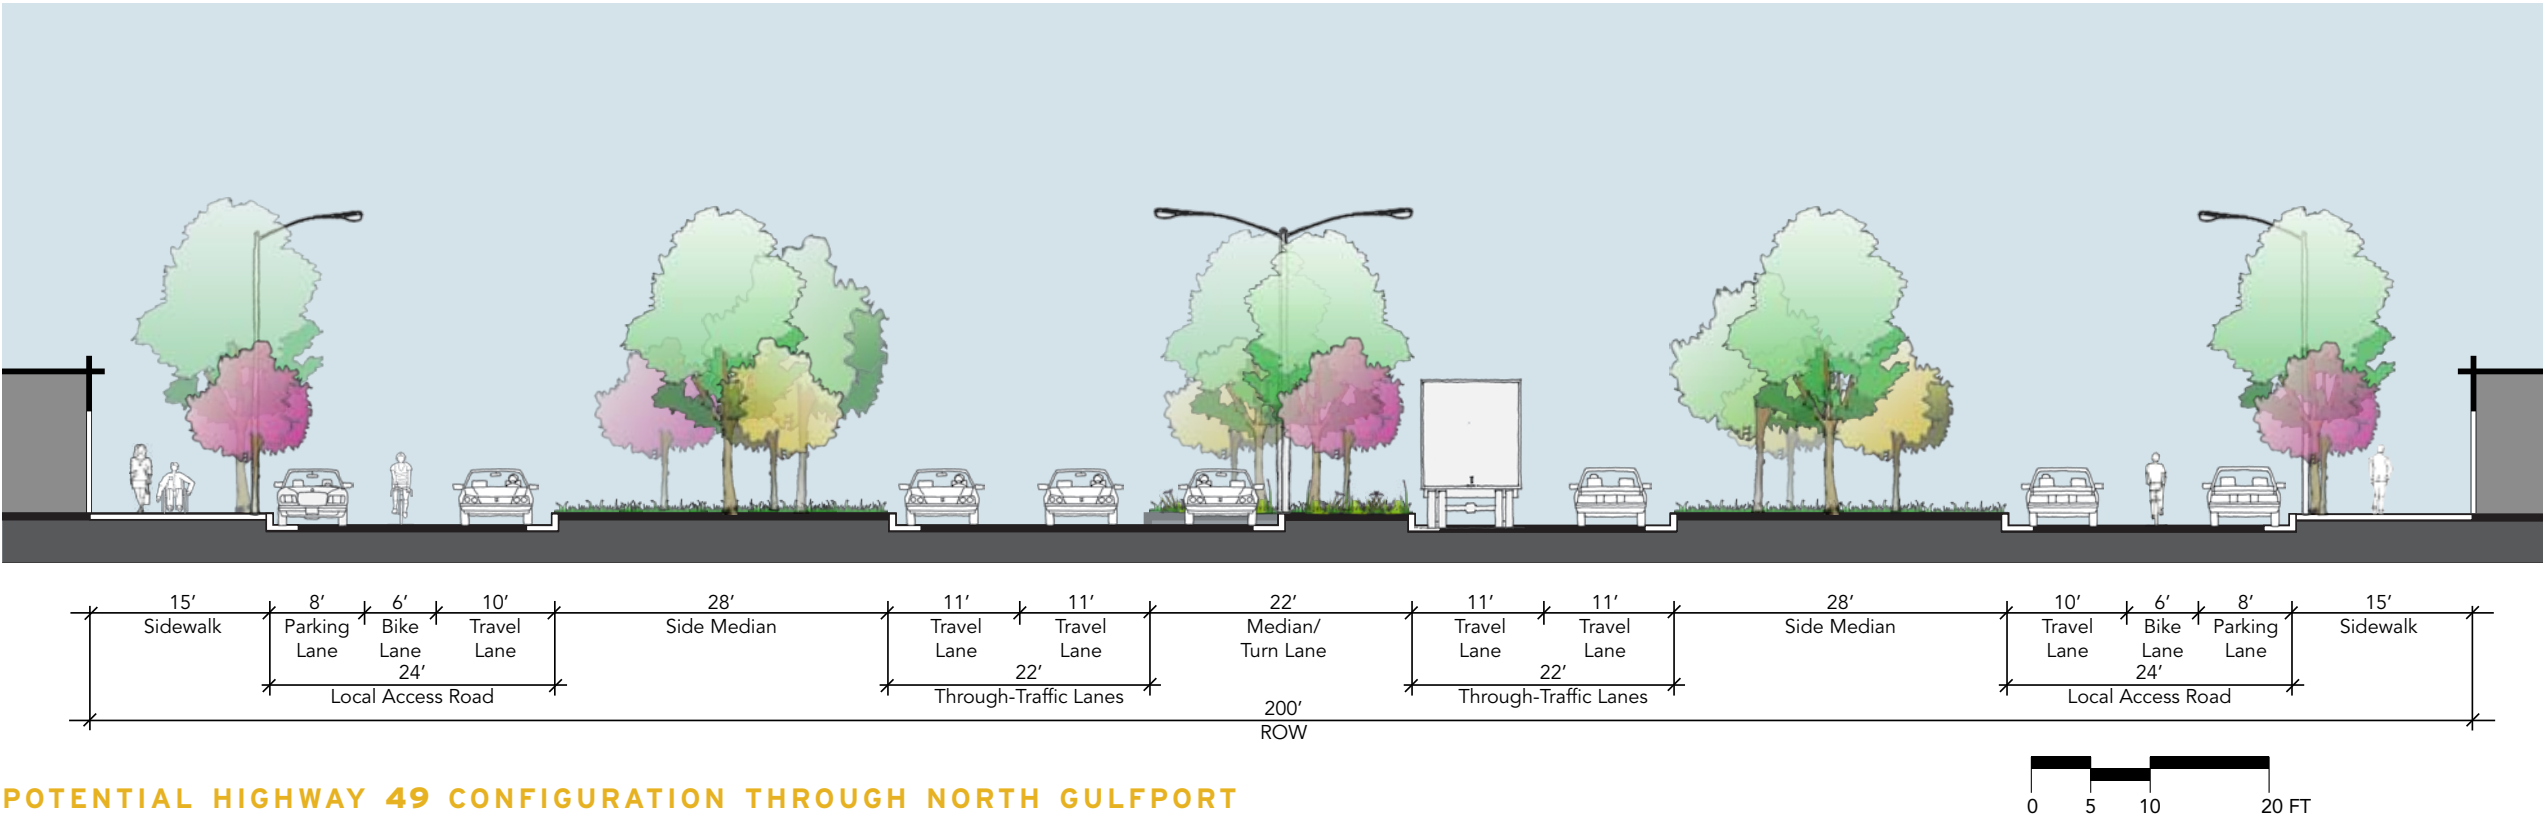 15’ 8’ 6’ 10’ 28’ 11’ 11’ 22’ 11’ 11’ 28’ 10’ 6’ 8’ 15’
Sidewalk Parking Bike Travel Side Median Travel Travel Median/ Travel Travel Side Median Travel Bike Parking Sidewalk
Lane Lane Lane Lane Lane Turn Lane Lane Lane Lane Lane Lane
24’ 22’ 22’ 24’
Local Access Road Through-Traffic Lanes Through-Traffic Lanes Local Access Road
200’
ROW
POTENTIAL HIGHWAY 49 CONFIGURATION THROUGH NORTH GULFPORT
0 5 10 20 FT